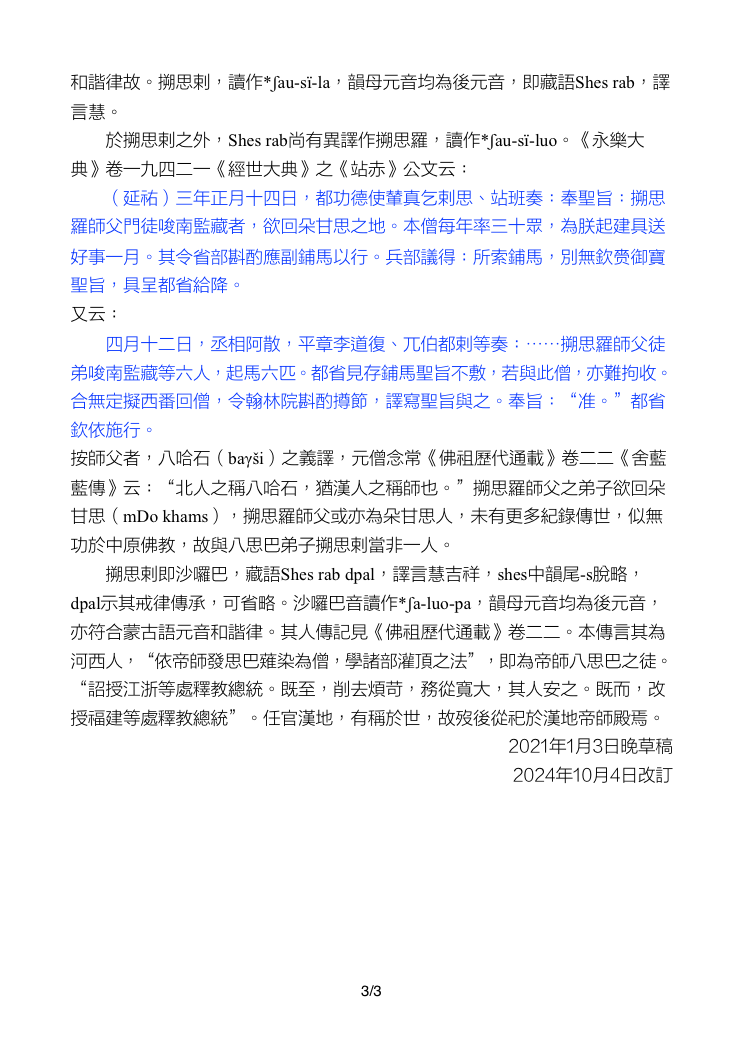 和諧律故。搠思剌，讀作*ʃau-sï-la，韻母元音均為後元音，即藏語Shes rab，譯
言慧。
於搠思剌之外，Shes rab尚有異譯作搠思羅，讀作*ʃau-sï-luo。《永樂大
典》卷一九四二一《經世大典》之《站赤》公文云：
（延祐）三年正月十四日，都功德使輦真乞剌思、站班奏：奉聖旨：搠思
羅師父門徒唆南監藏者，欲回朵甘思之地。本僧每年率三十眾，為朕起建具送
好事一月。其令省部斟酌應副鋪馬以行。兵部議得：所索鋪馬，別無欽賫御寶
聖旨，具呈都省給降。
又云：
四月十二日，丞相阿散，平章李道復、兀伯都剌等奏：……搠思羅師父徒
弟唆南監藏等六人，起馬六匹。都省見存鋪馬聖旨不敷，若與此僧，亦難拘收。
合無定擬西番回僧，令翰林院斟酌撙節，譯寫聖旨與之。奉旨：“准。”都省
欽依施行。
按師父者，八哈石（baγši）之義譯，元僧念常《佛祖歷代通載》卷二二《舍藍
藍傳》云：“北人之稱八哈石，猶漢人之稱師也。”搠思羅師父之弟子欲回朵
甘思（mDo khams），搠思羅師父或亦為朵甘思人，未有更多紀錄傳世，似無
功於中原佛教，故與八思巴弟子搠思剌當非一人。
搠思剌即沙囉巴，藏語Shes rab dpal，譯言慧吉祥，shes中韻尾-s脫略，
dpal示其戒律傳承，可省略。沙囉巴音讀作*ʃa-luo-pa，韻母元音均為後元音，
亦符合蒙古語元音和諧律。其人傳記見《佛祖歷代通載》卷二二。本傳言其為
河西人，“依帝師發思巴薙染為僧，學諸部灌頂之法”，即為帝師八思巴之徒。
“詔授江浙等處釋教總統。既至，削去煩苛，務從寬大，其人安之。既而，改
授福建等處釋教總統”。任官漢地，有稱於世，故歿後從祀於漢地帝師殿焉。
2021年1月3日晚草稿
2024年10月4日改訂
3/3